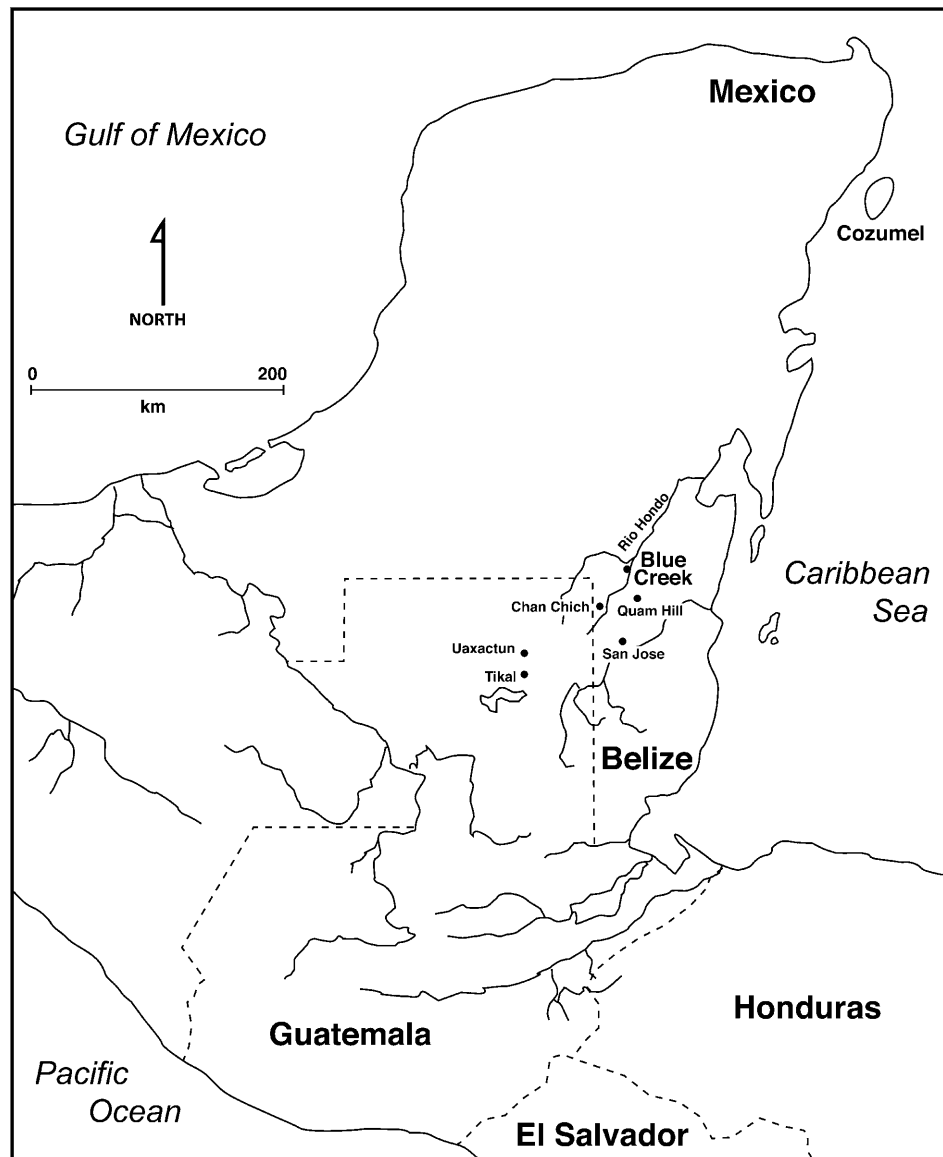 Mexico
Gulf of Mexico
Cozumel
NORTH
0 200
km
Rio Hondo
Blue
Creek
Caribbean
Sea
Chan Chich
Quam Hill
Uaxactun
San Jose
Tikal
Belize
Honduras
Guatemala
Pacific
Ocean
El Salvador